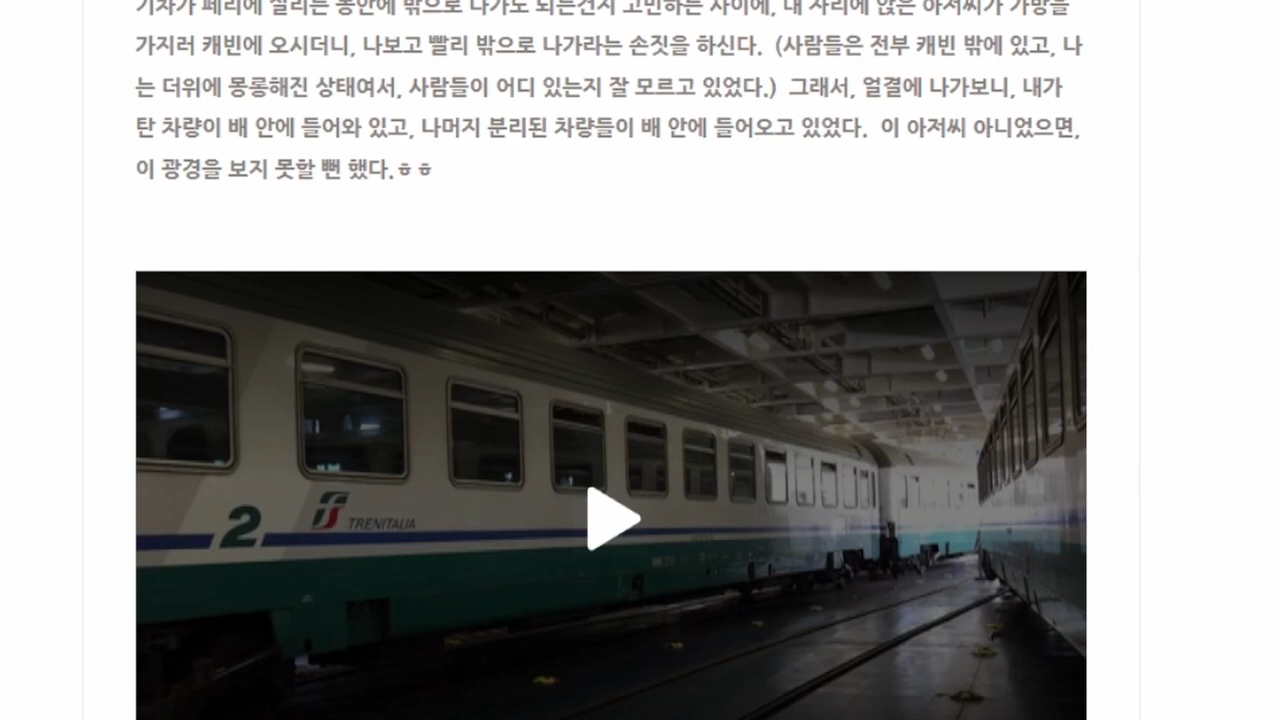 기차가 페리에 실리는 동안에 밖으로 나가도 되는건지 고민하는 사이에, 내 자리에 앉은 아저씨가 가방을
가지러 캐빈에 오시더니, 나보고 빨리 밖으로 나가라는 손짓을 하신다. (사람들은 전부 캐빈 밖에 있고, 나
는 더위에 몽롱해진 상태여서, 사람들이 어디 있는지 잘 모르고 있었다.) 그래서, 얼결에 나가보니, 내가
탄 차량이 배 안에 들어와 있고, 나머지 분리된 차량들이 배 안에 들어오고 있었다. 이 아저씨 아니었으면,
이 광경을 보지 못할 뻔 했다.ㅎㅎ
2 TRENITALIA